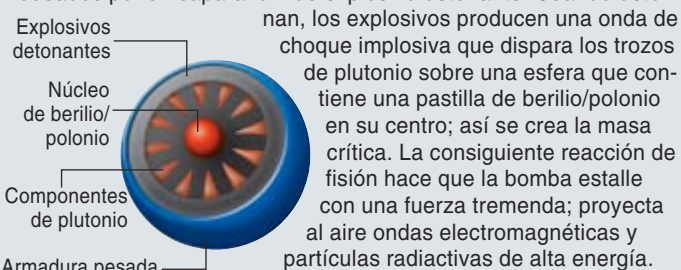 nan, los explosivos producen una onda de
choque implosiva que dispara los trozos
de plutonio sobre una esfera que con-
tiene una pastilla de berilio/polonio
en su centro; así se crea la masa
crítica. La consiguiente reacción de
fisión hace que la bomba estalle
con una fuerza tremenda; proyecta
al aire ondas electromagnéticas y
partículas radiactivas de alta energía.
Explosivos
detonantes
Núcleo
de berilio/
polonio
Componentes
de plutonio
Armadura pesada